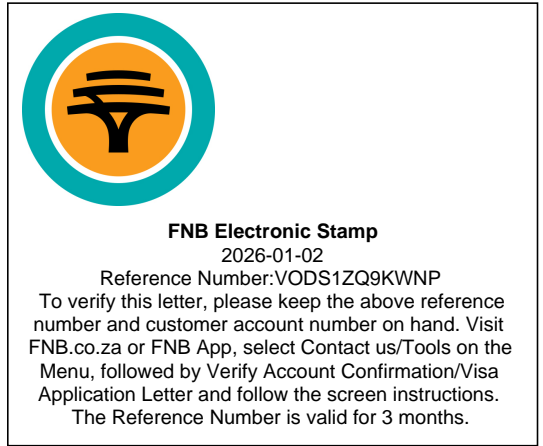 FNB Electronic Stamp
2026-01-02
Reference Number:VODS1ZQ9KWNP
To verify this letter, please keep the above reference
number and customer account number on hand. Visit
FNB.co.za or FNB App, select Contact us/Tools on the
Menu, followed by Verify Account Confirmation/Visa
Application Letter and follow the screen instructions.
The Reference Number is valid for 3 months.